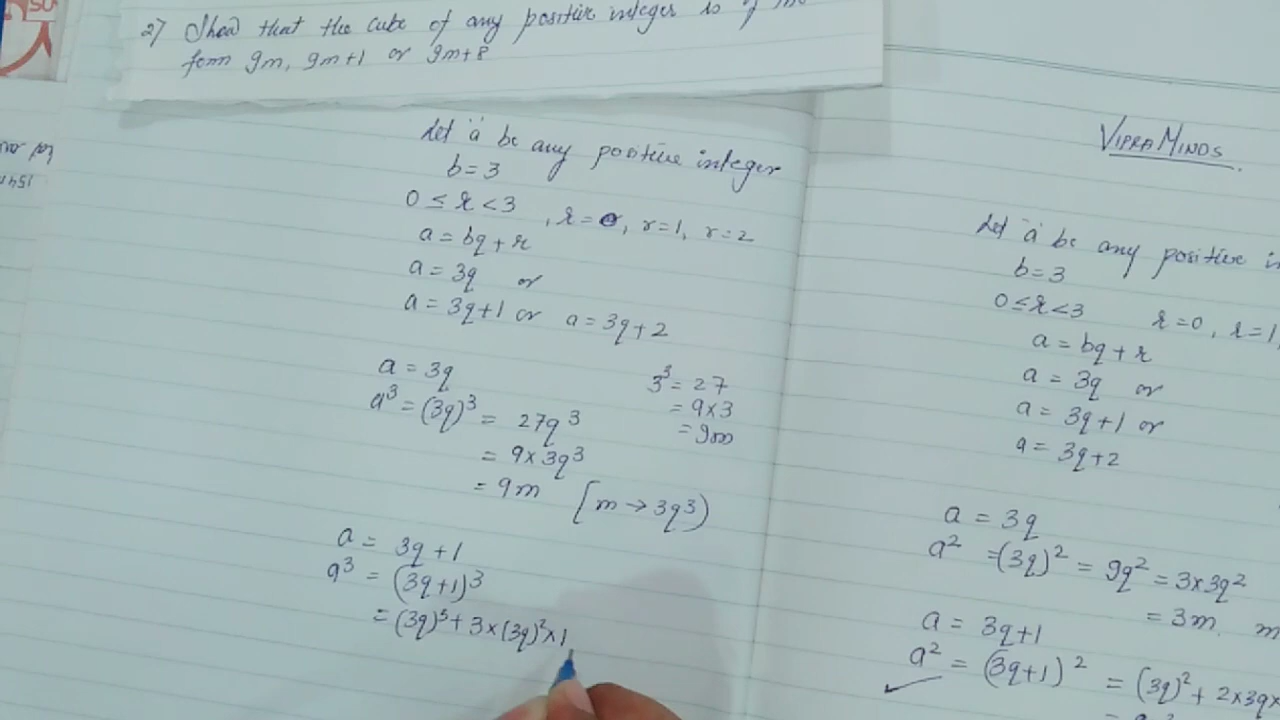 2) Show that the cube of any positive integer is of the
form 9m, 9m+1 or 9m+8
Let 'a' be any positive integer
b = 3
0 ≤ r < 3 , r = 0, r = 1, r = 2
a = bq + r
a = 3q or
a = 3q + 1 or a = 3q + 2
a = 3q
a³ = (3q)³ = 27q³
= 9 × 3q³
= 9m [m → 3q³)
3³ = 27
= 9×3
= 9m
a = 3q + 1
a³ = (3q+1)³
= (3q)³ + 3 × (3q)² × 1
VIPRA MINDS
Let 'a' be any positive
b = 3
0 ≤ r < 3 r = 0, r = 1,
a = bq + r
a = 3q or
a = 3q + 1 or
a = 3q + 2
a = 3q
a² = (3q)² = 9q² = 3×3q²
= 3m
a = 3q+1
a² = (3q+1)² = (3q)² + 2×3q×